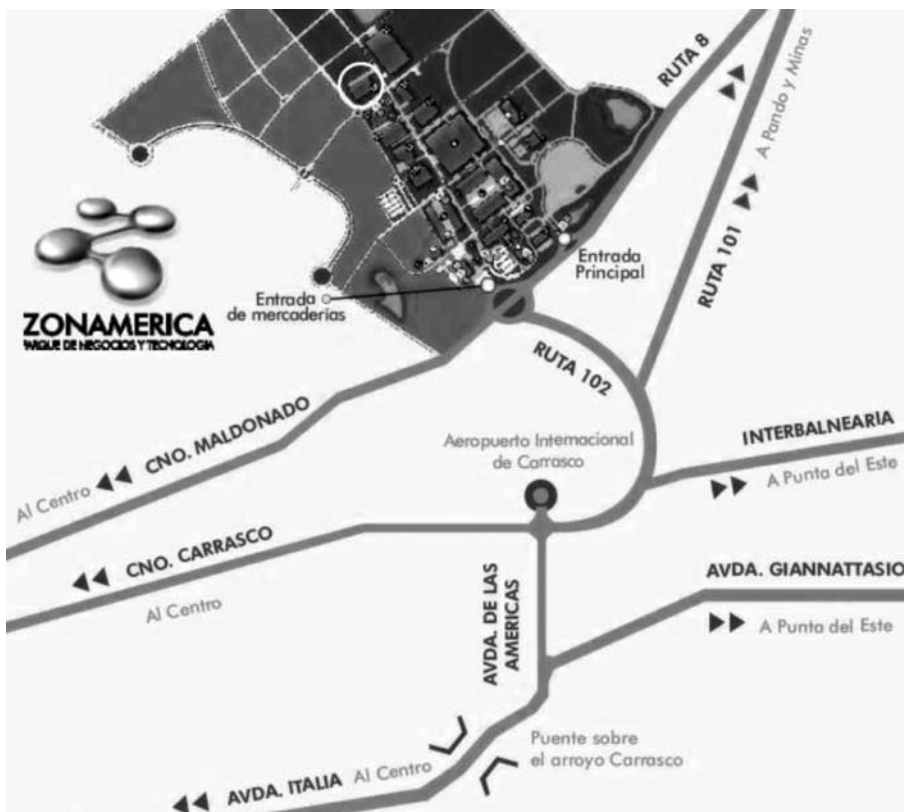 RUTA 8
A Pando y Minas
RUTA 101
Entrada
Principal
Entrada
de mercaderías
ZONAMERICA
PARQUE DE NEGOCIOS Y TECNOLOGIA
RUTA 102
CNO. MALDONADO
Al Centro
Aeropuerto Internacional
de Carrasco
INTERBALNEARIA
A Punta del Este
CNO. CARRASCO
Al Centro
AVDA. DE LAS
AMERICAS
AVDA. GIANNATTASIO
A Punta del Este
Puente sobre
el arroyo Carrasco
AVDA. ITALIA Al Centro